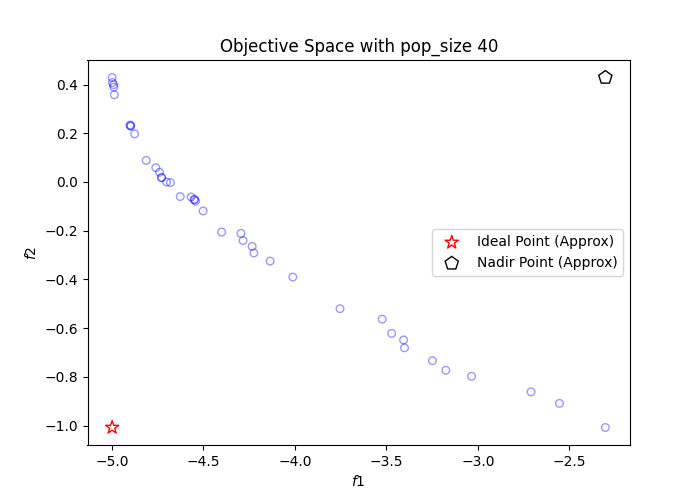 Objective Space with pop_size 40
0.4
0.2
0.0
−0.2
−0.4
−0.6
−0.8
−1.0
f2
Ideal Point (Approx)
Nadir Point (Approx)
−5.0 −4.5 −4.0 −3.5 −3.0 −2.5
f1